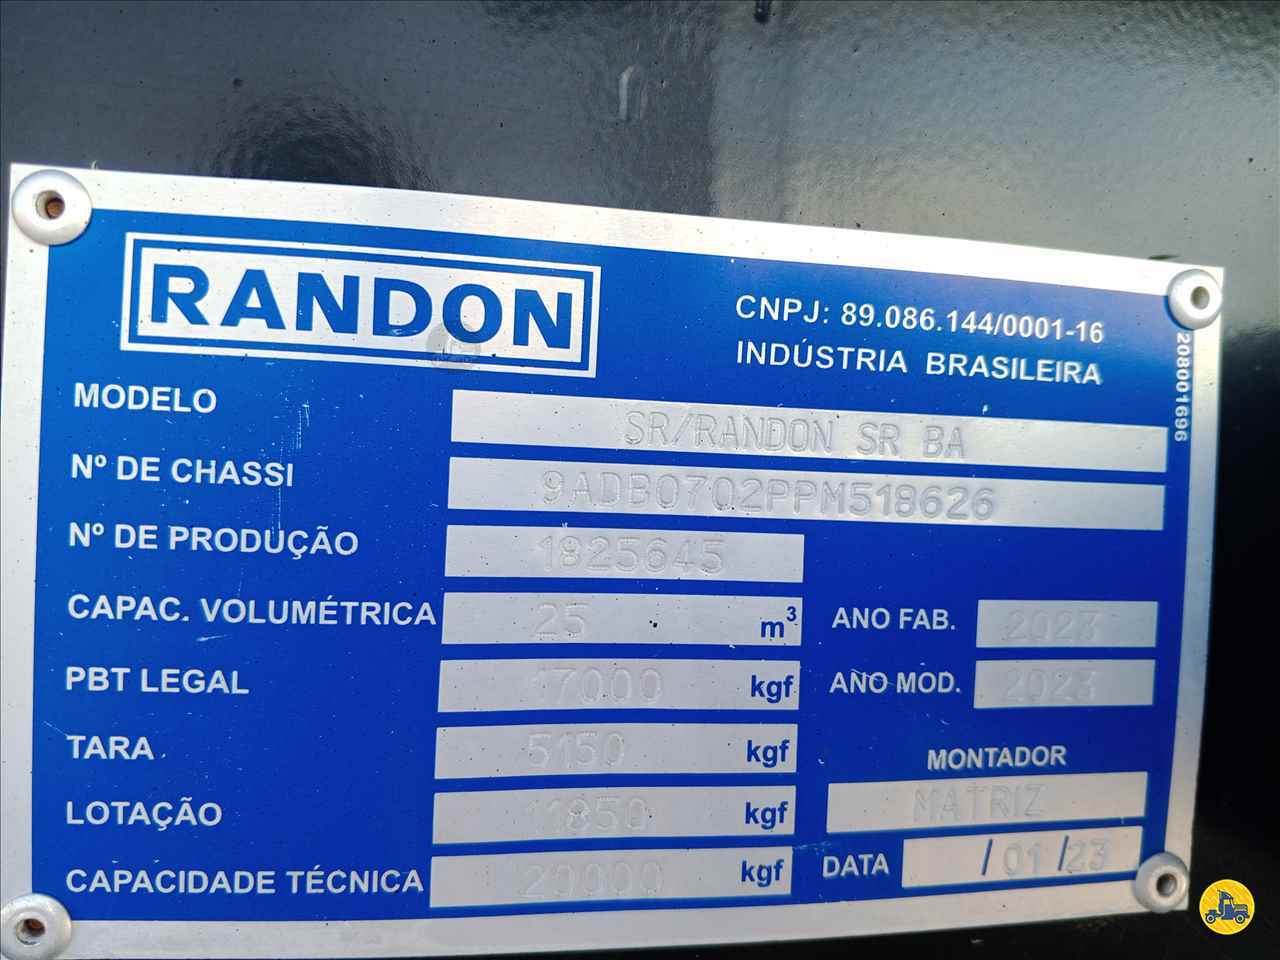 RANDON
CNPJ: 89.086.144/0001-16
INDÚSTRIA BRASILEIRA
208001696
MODELO SR/RANDON SR BA
Nº DE CHASSI 9ADB0702PPM518626
Nº DE PRODUÇÃO 1825645
CAPAC. VOLUMÉTRICA 25 m³ ANO FAB. 2023
PBT LEGAL 17000 kgf ANO MOD. 2023
TARA 5150 kgf MONTADOR
LOTAÇÃO 11850 kgf MATRIZ
CAPACIDADE TÉCNICA 20000 kgf DATA /01/23